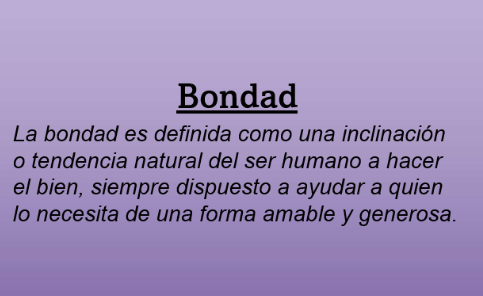 Bondad
La bondad es definida como una inclinación
o tendencia natural del ser humano a hacer
el bien, siempre dispuesto a ayudar a quien
lo necesita de una forma amable y generosa.